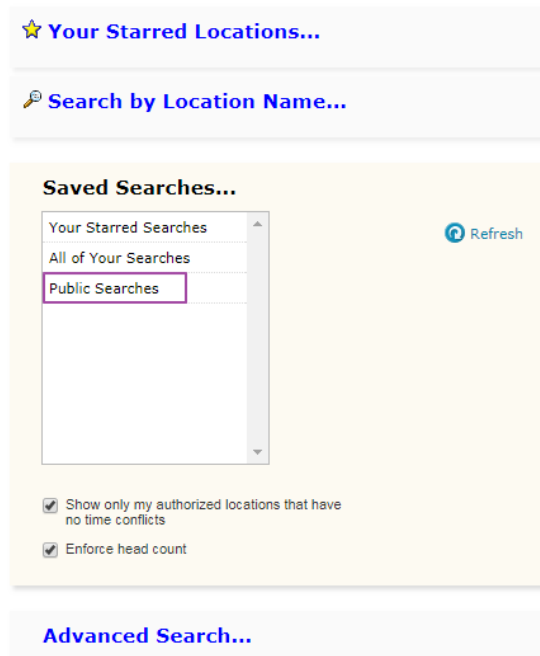 Your Starred Locations...
Search by Location Name...
Saved Searches...
Your Starred Searches
Refresh
All of Your Searches
Public Searches
Show only my authorized locations that have
no time conflicts
Enforce head count
Advanced Search...